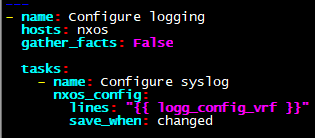 ---
- name: Configure logging
  hosts: nxos
  gather_facts: False

  tasks:
    - name: Configure syslog
      nxos_config:
        lines: "{{ logg_config_vrf }}"
        save_when: changed